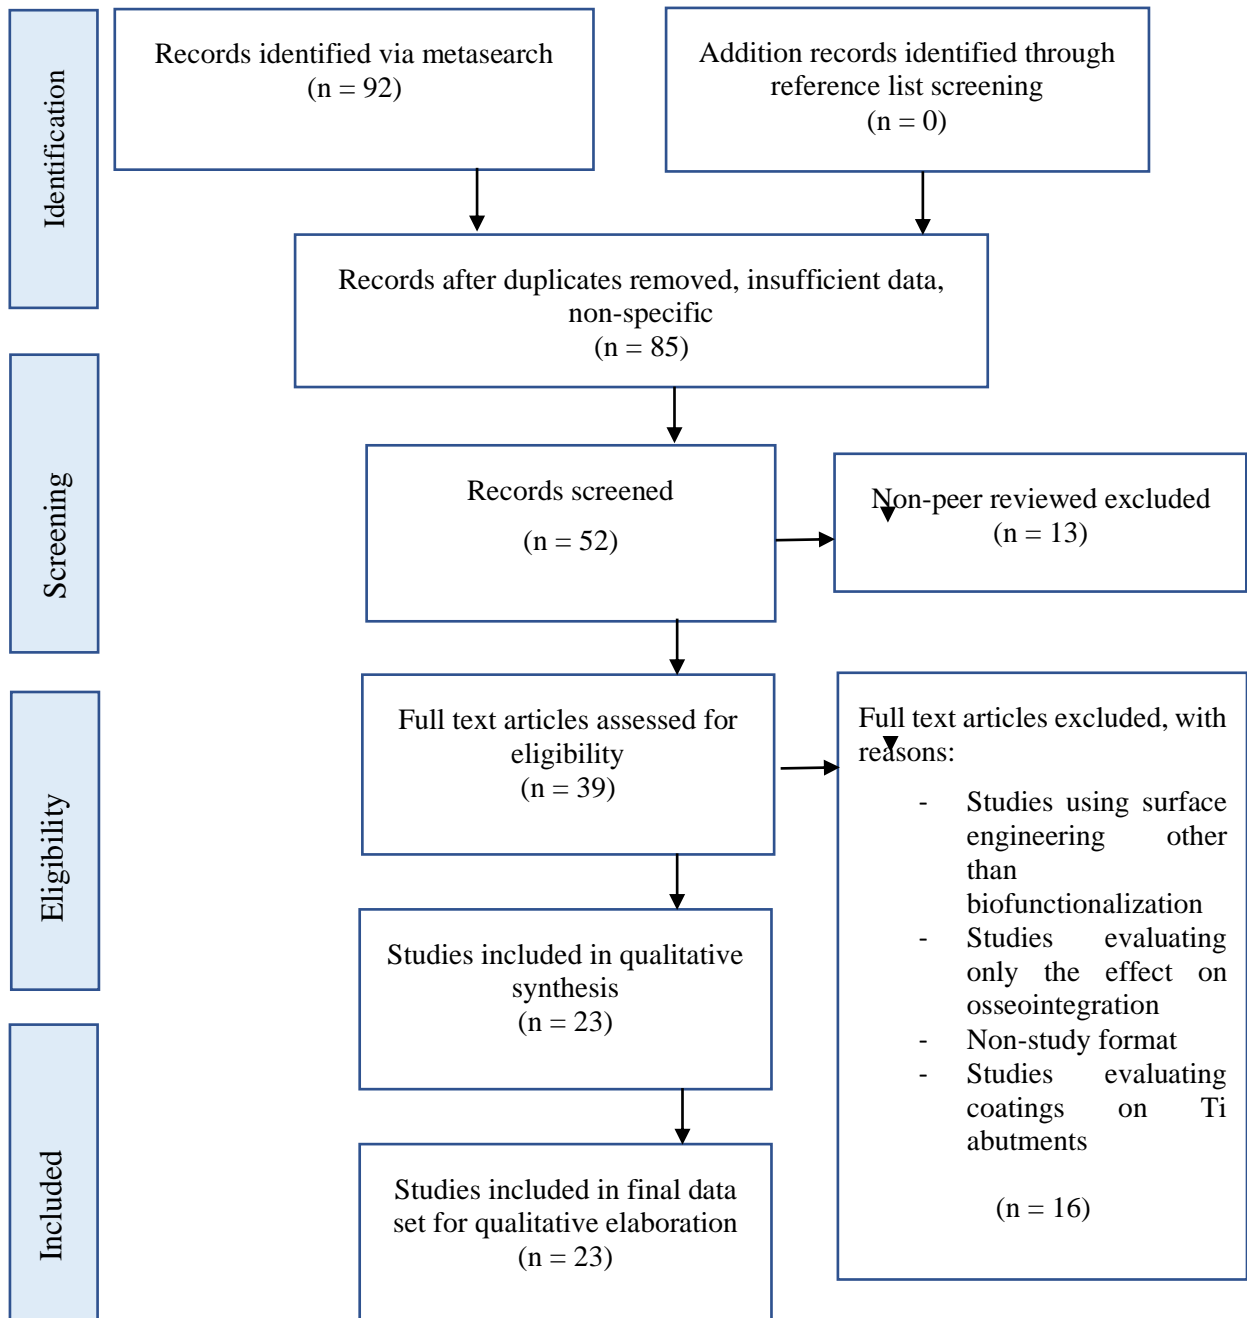 Identification
Records identified via metasearch
(n = 92)
Addition records identified through
reference list screening
(n = 0)
Records after duplicates removed, insufficient data,
non-specific
(n = 85)
Screening
Records screened
(n = 52)
Non-peer reviewed excluded
(n = 13)
Eligibility
Full text articles assessed for
eligibility
(n = 39)
Full text articles excluded, with
reasons:
- Studies using surface
engineering other
than
biofunctionalization
- Studies evaluating
only the effect on
osseointegration
- Non-study format
- Studies evaluating
coatings on Ti
abutments
(n = 16)
Studies included in qualitative
synthesis
(n = 23)
Included
Studies included in final data
set for qualitative elaboration
(n = 23)